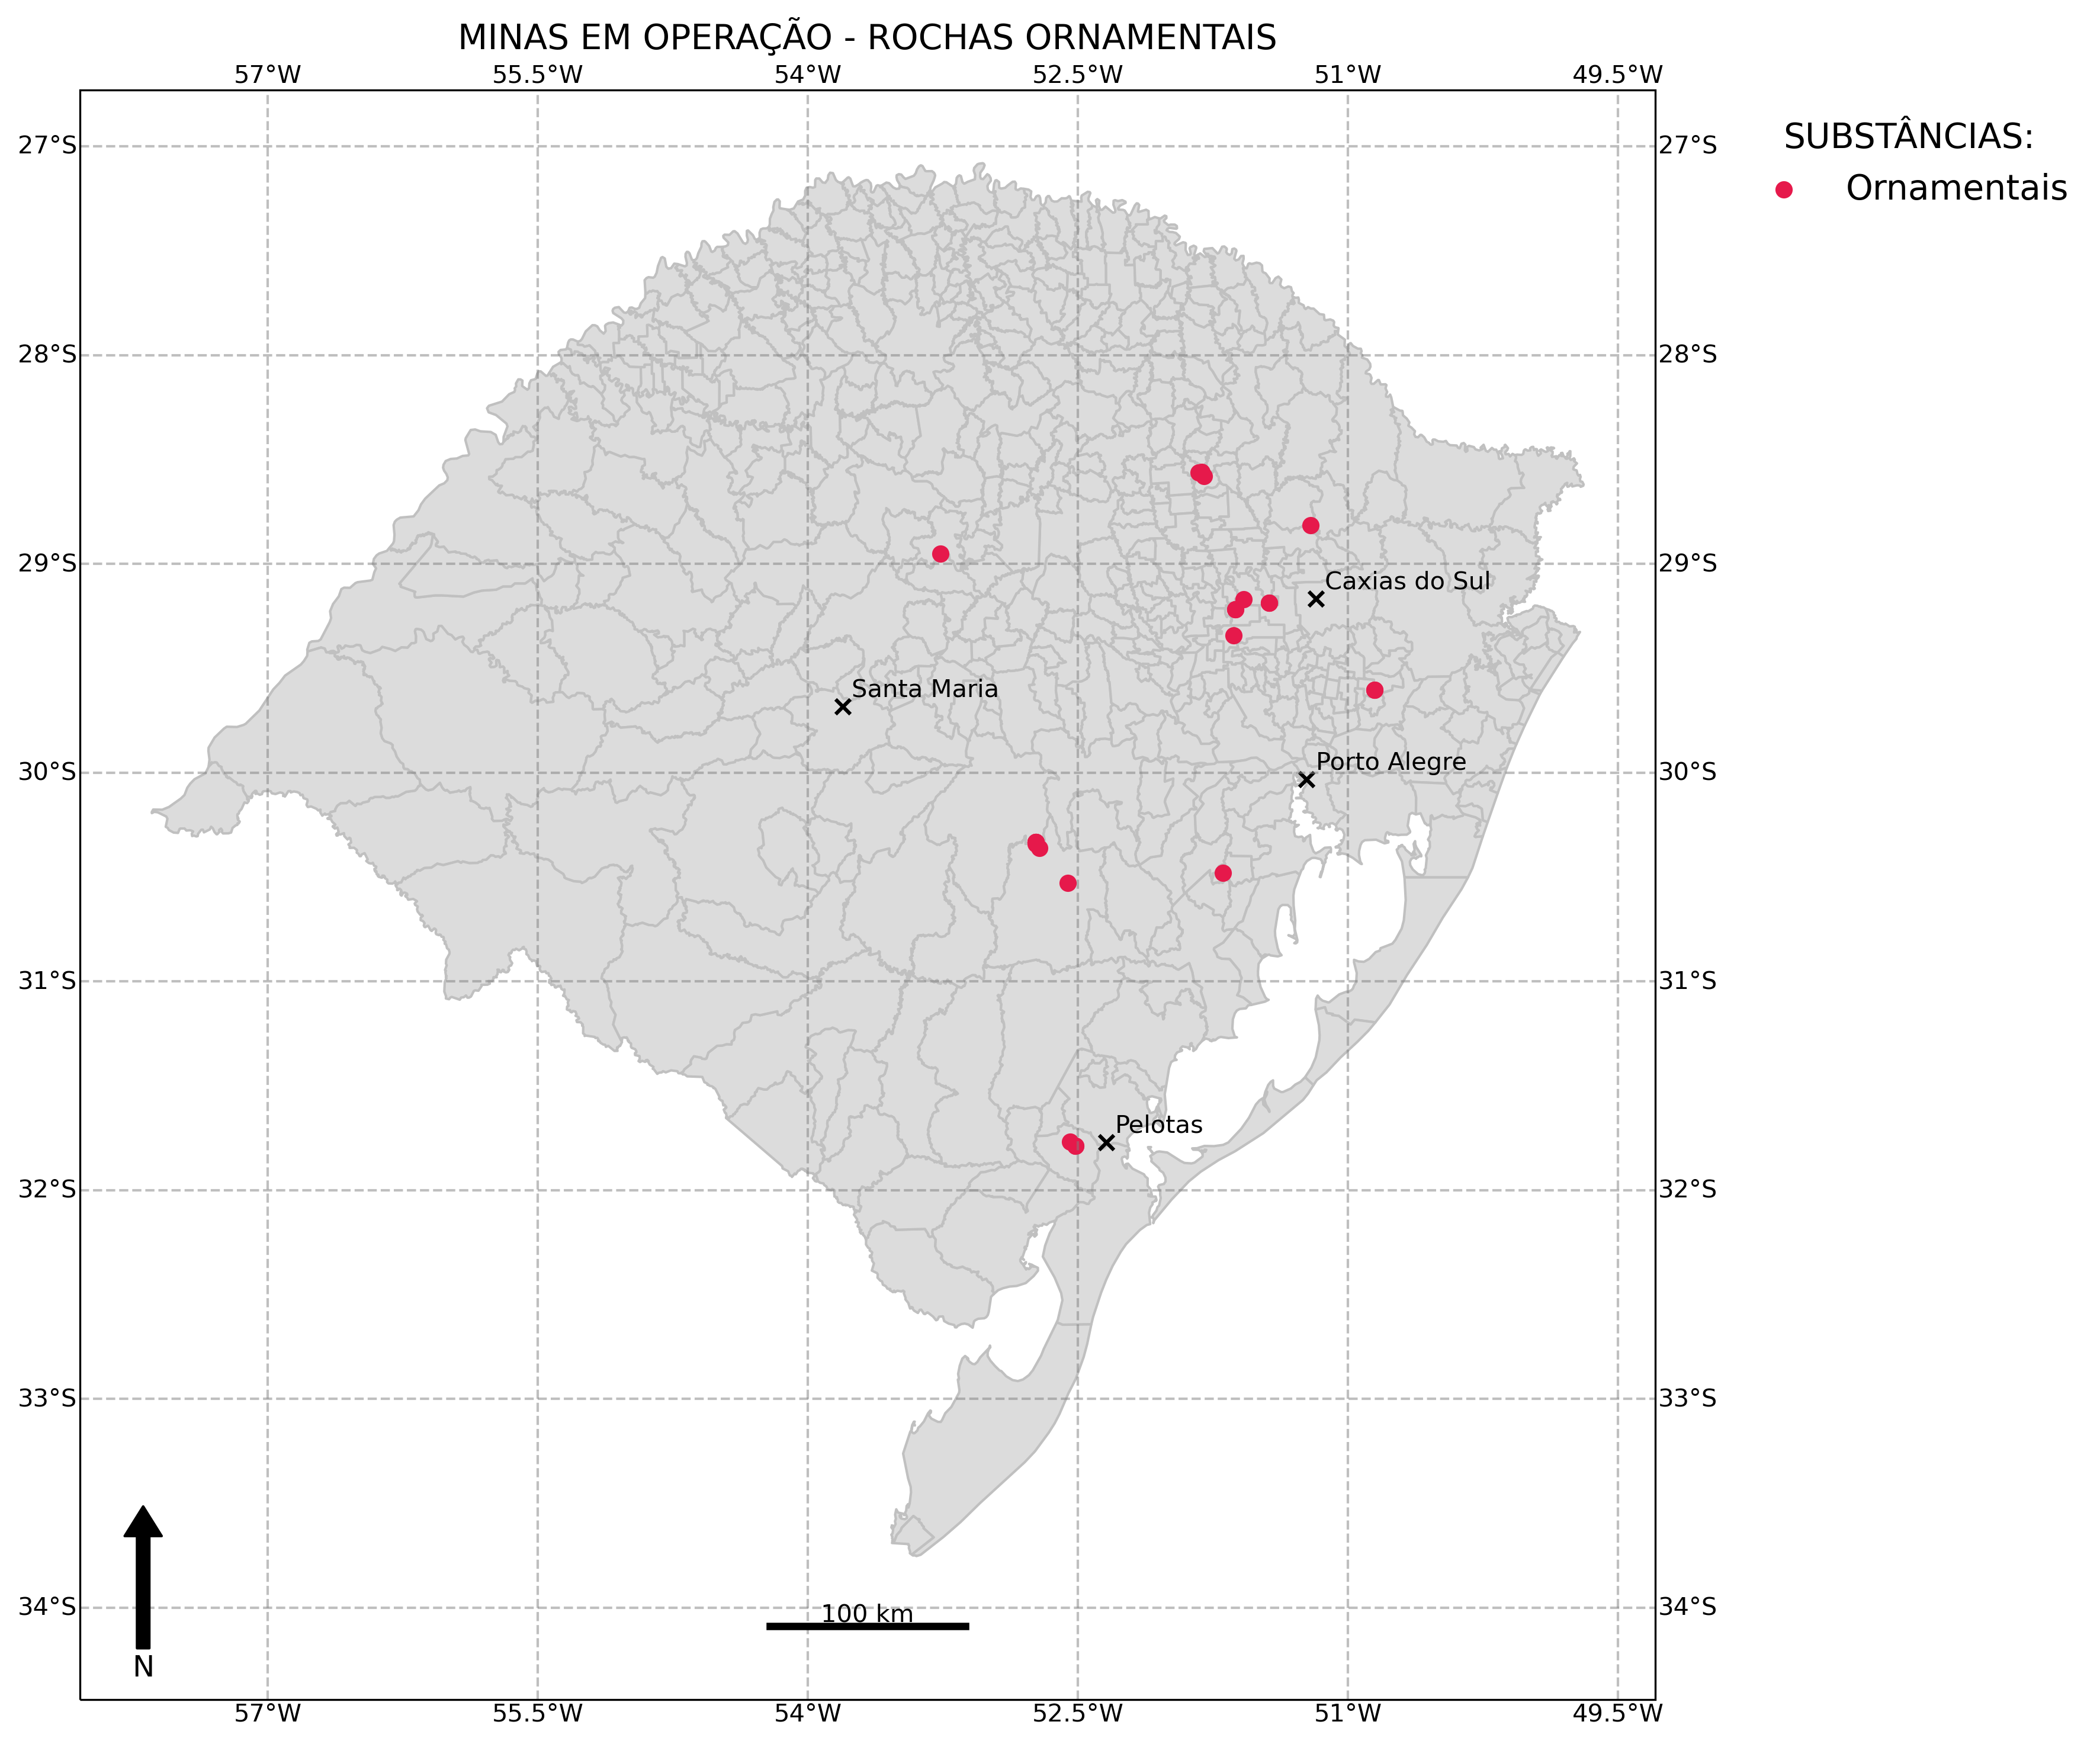 MINAS EM OPERAÇÃO - ROCHAS ORNAMENTAIS
57°W 55.5°W 54°W 52.5°W 51°W 49.5°W
SUBSTÂNCIAS:
Ornamentais
27°S 27°S
28°S 28°S
29°S 29°S
Caxias do Sul
Santa Maria
Porto Alegre
30°S 30°S
31°S 31°S
Pelotas
32°S 32°S
33°S 33°S
34°S 34°S
100 km
N
57°W 55.5°W 54°W 52.5°W 51°W 49.5°W